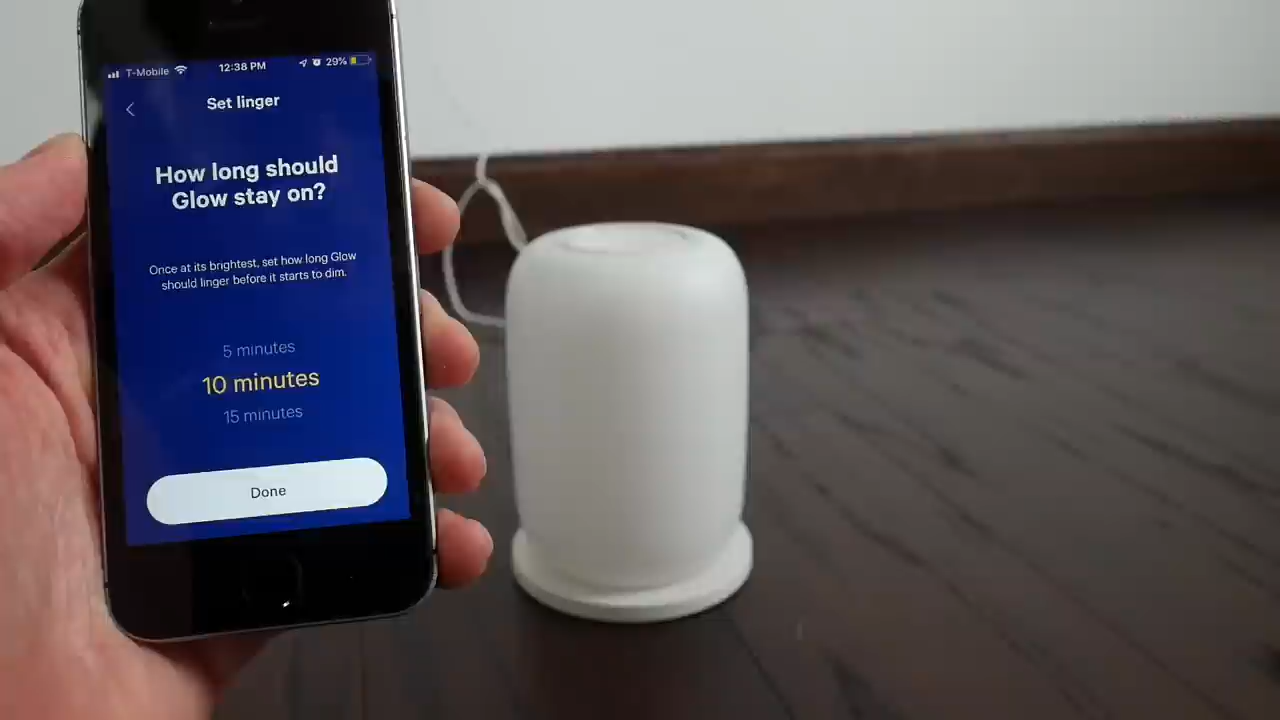 T-Mobile 12:38 PM 29%
Set linger
How long should
Glow stay on?
Once at its brightest, set how long Glow
should linger before it starts to dim.
5 minutes
10 minutes
15 minutes
Done